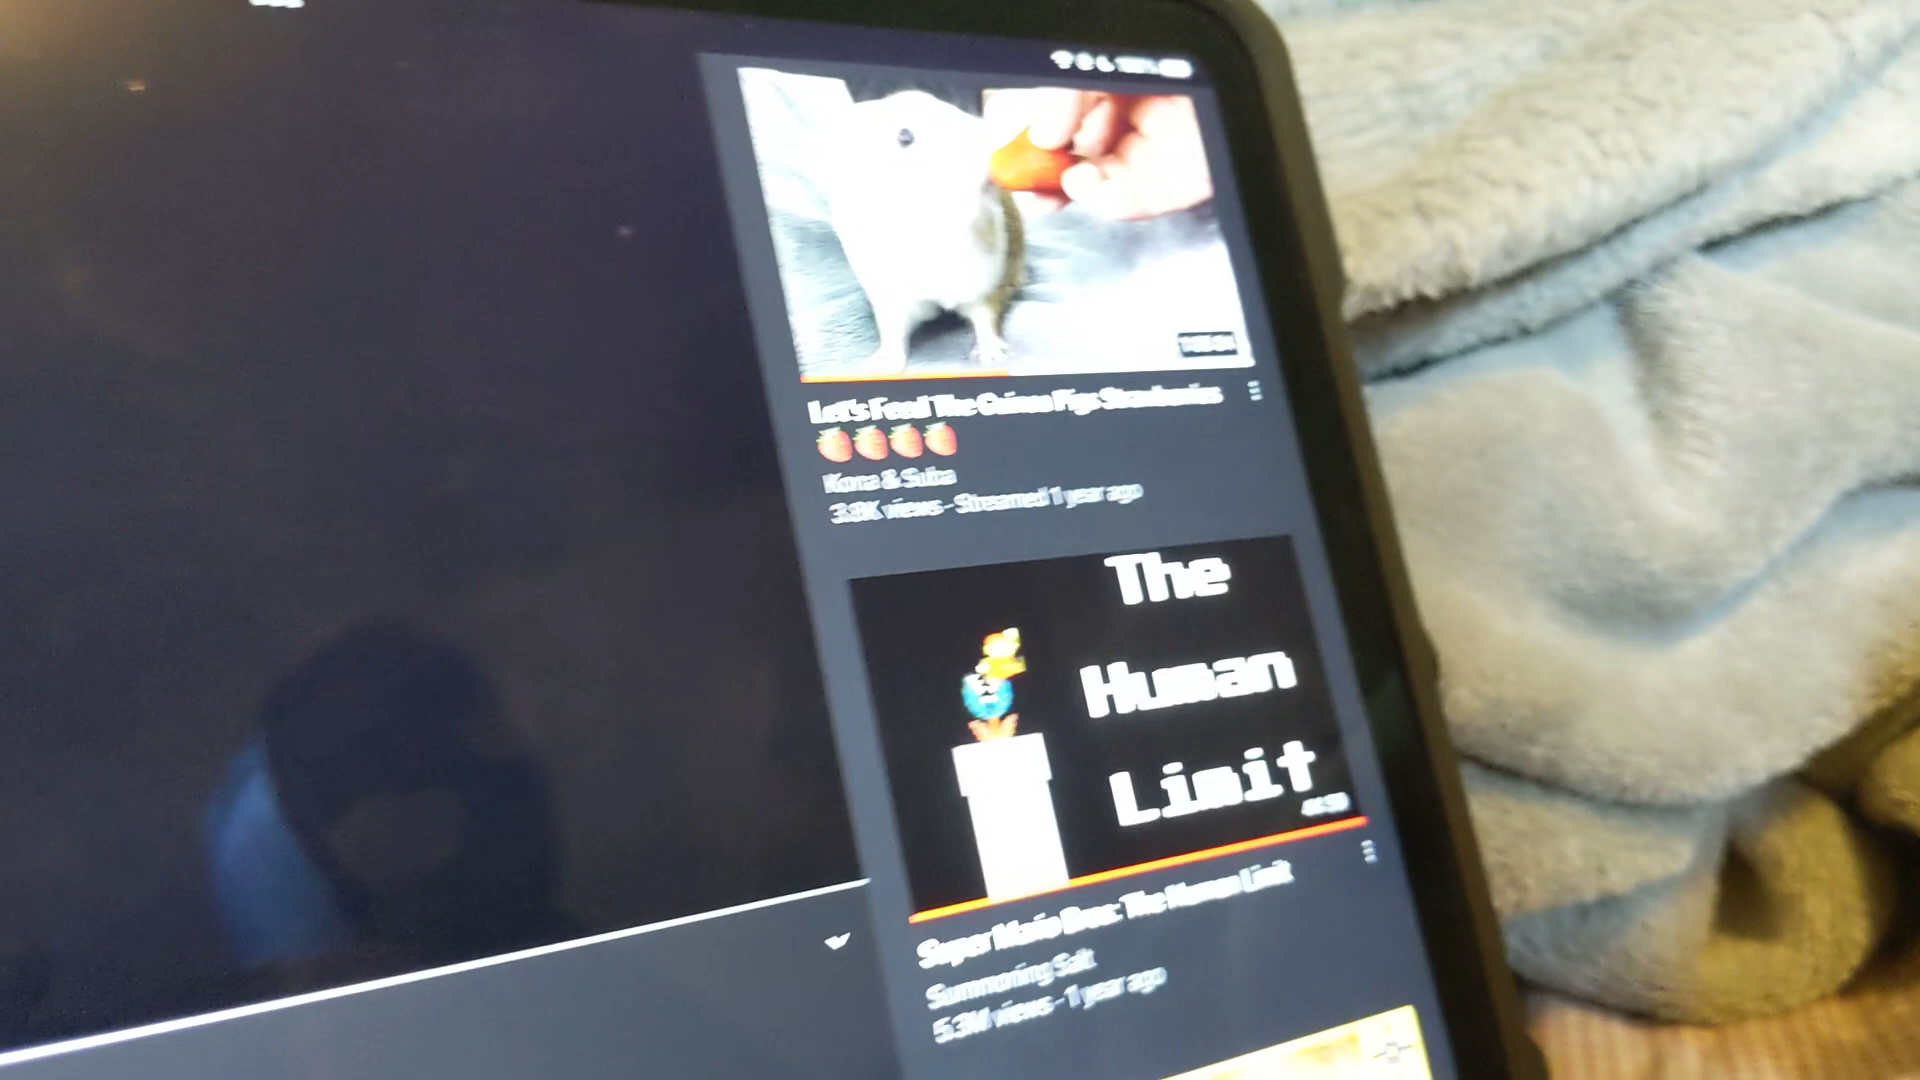 Let's Feed The Guinea Pigs Strawberries
🍓🍓🍓🍓
Kona & Suba
3.8K views · Streamed 1 year ago
The
Human
Limit
Super Mario Bros: The Human Limit
Summoning Salt
5.3M views · 1 year ago